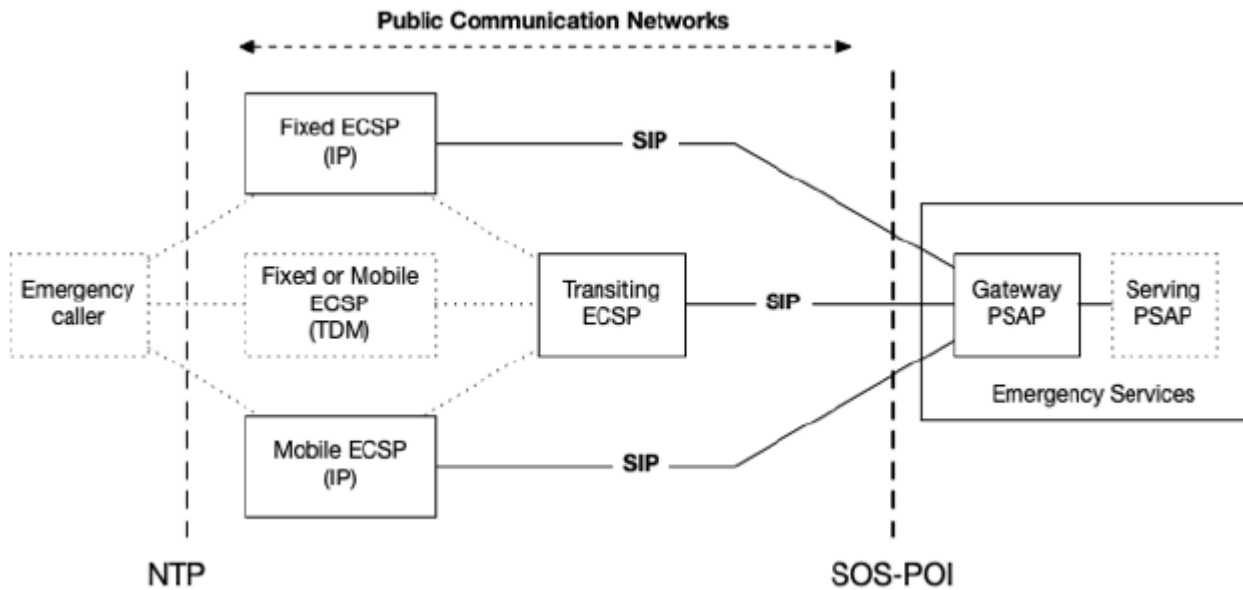 Public Communication Networks
Fixed ECSP
(IP)
SIP
Emergency
caller
Fixed or Mobile
ECSP
(TDM)
Transiting
ECSP
SIP
Gateway
PSAP
Serving
PSAP
Emergency Services
Mobile ECSP
(IP)
SIP
NTP
SOS-POI